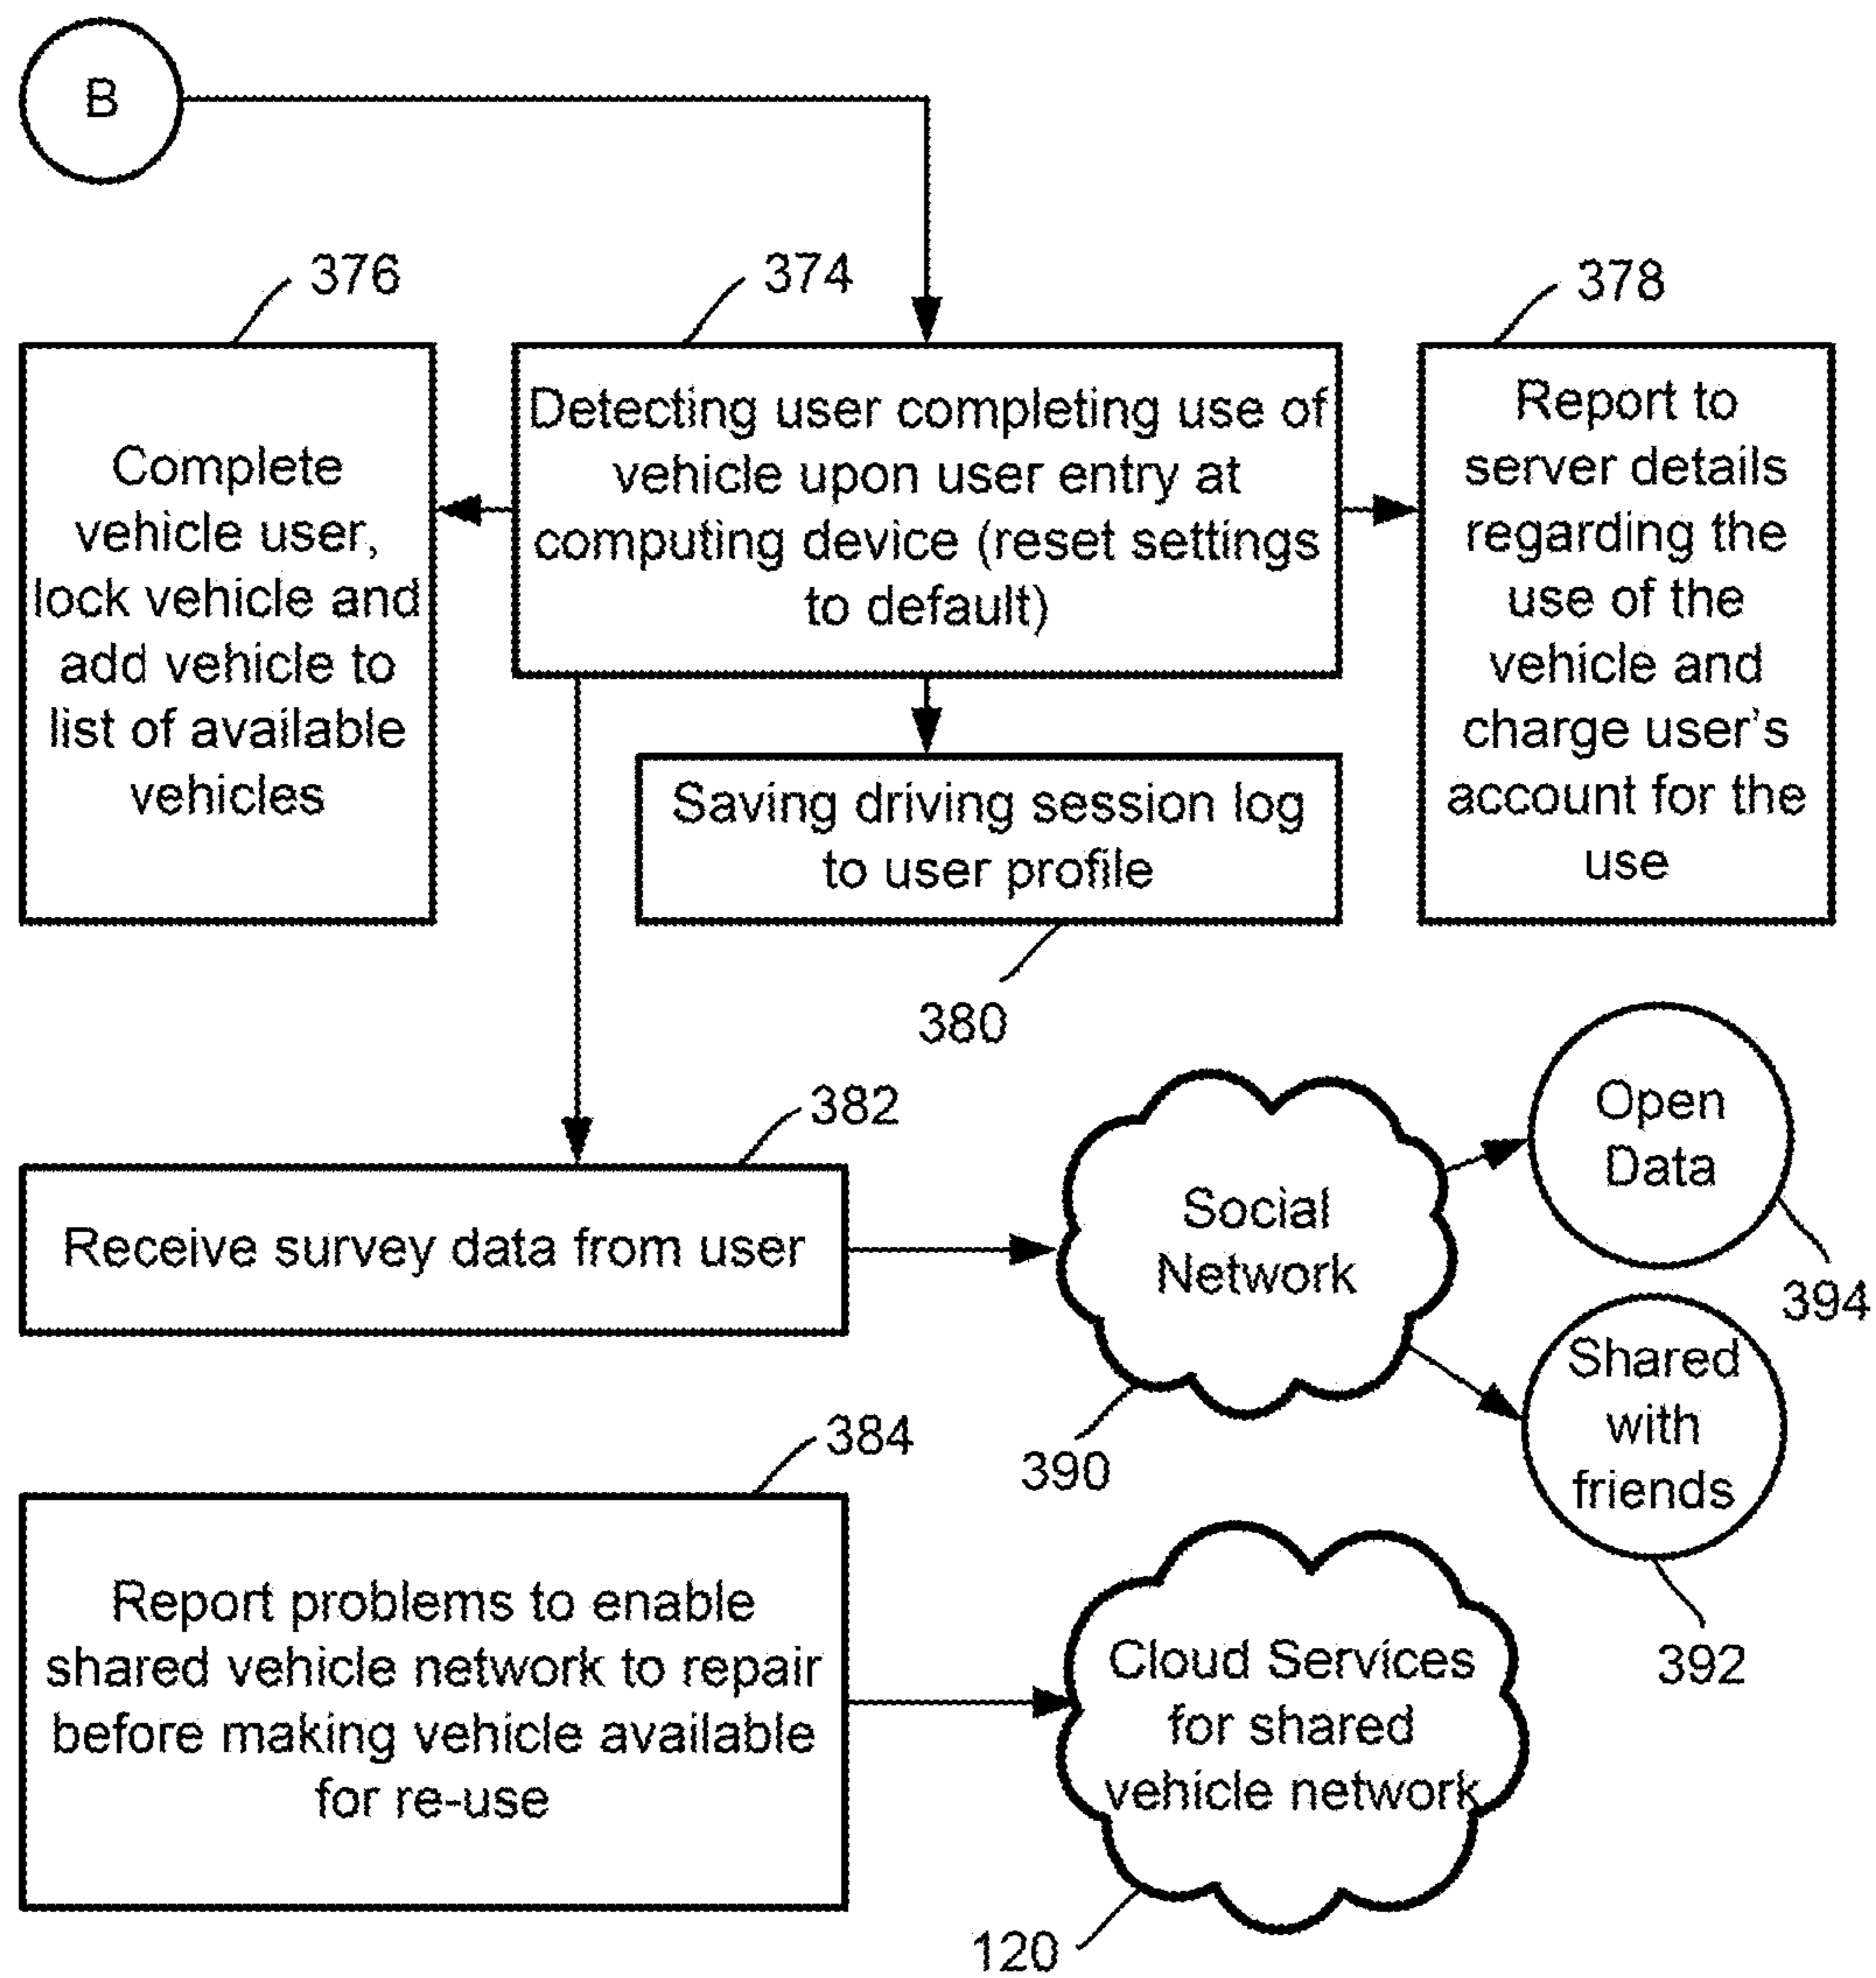 B
376
374
378
Complete
vehicle user,
lock vehicle and
add vehicle to
list of available
vehicles
Detecting user completing use of
vehicle upon user entry at
computing device (reset settings
to default)
Report to
server details
regarding the
use of the
vehicle and
charge user's
account for the
use
Saving driving session log
to user profile
380
382
Receive survey data from user
Social
Network
390
Open
Data
394
Shared
with
friends
392
384
Report problems to enable
shared vehicle network to repair
before making vehicle available
for re-use
Cloud Services
for shared
vehicle network
120